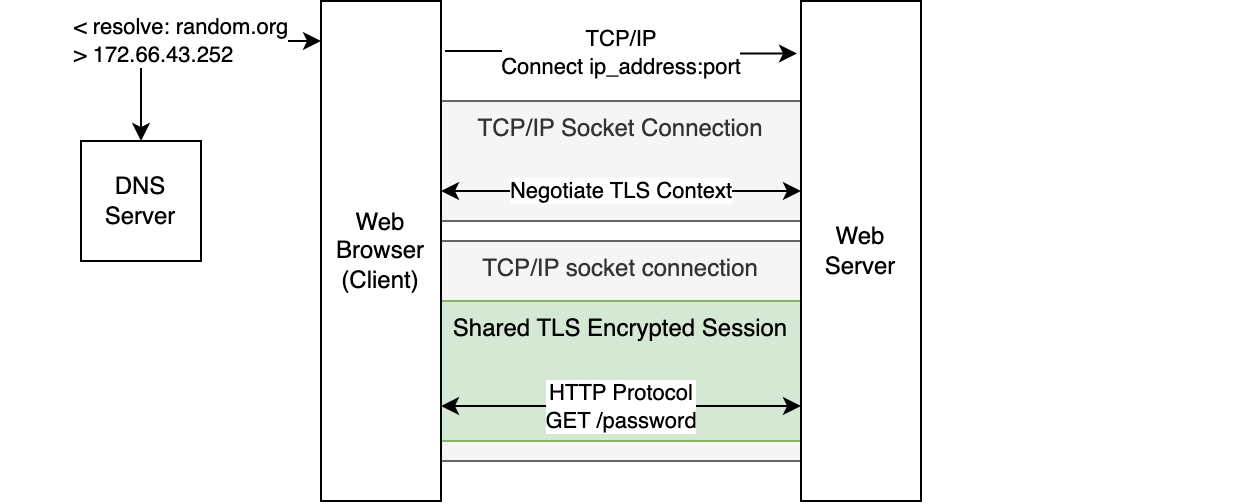 < resolve: random.org
> 172.66.43.252
DNS
Server
Web
Browser
(Client)
TCP/IP
Connect ip_address:port
TCP/IP Socket Connection
Negotiate TLS Context
TCP/IP socket connection
Shared TLS Encrypted Session
HTTP Protocol
GET /password
Web
Server